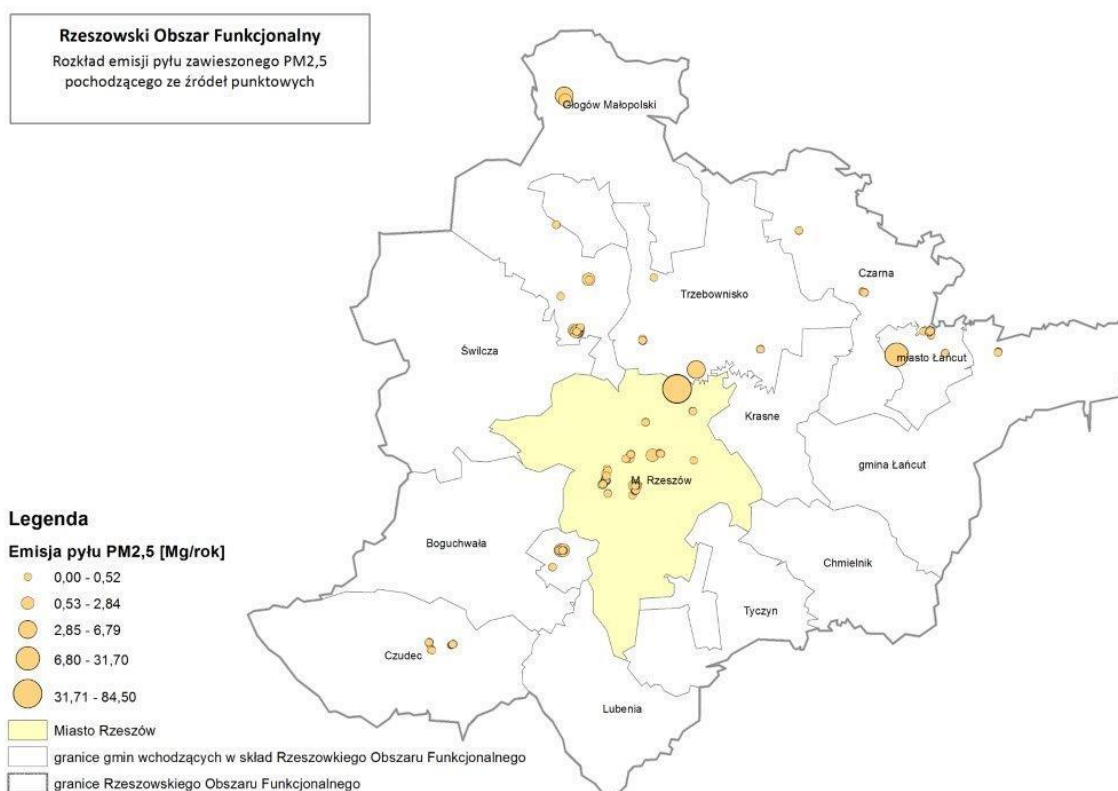 Rzeszowski Obszar Funkcjonalny
Rozkład emisji pyłu zawieszonego PM2,5
pochodzącego ze źródeł punktowych
Głogów Małopolski
Czarna
Trzebownisko
Świlcza
miasto Łańcut
Krasne
gmina Łańcut
M. Rzeszów
Boguchwała
Chmielnik
Tyczyn
Czudec
Lubenia
Legenda
Emisja pyłu PM2,5 [Mg/rok]
0,00 - 0,52
0,53 - 2,84
2,85 - 6,79
6,80 - 31,70
31,71 - 84,50
Miasto Rzeszów
granice gmin wchodzących w skład Rzeszowkiego Obszaru Funkcjonalnego
granice Rzeszowskiego Obszaru Funkcjonalnego